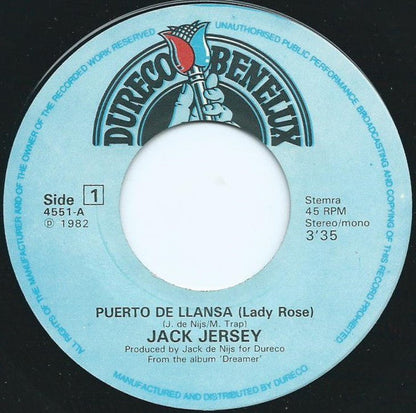 ALL RIGHTS OF THE MANUFACTURER AND OF THE OWNER OF THE RECORDED WORK RESERVED
UNAUTHORISED PUBLIC PERFORMANCE, BROADCASTING AND COPYING OF THIS RECORD PROHIBITED
DURECO BENELUX
Side 1
4551-A
℗ 1982
Stemra
45 RPM
Stereo/mono
3'35
PUERTO DE LLANSA (Lady Rose)
(J. de Nijs/M. Trap)
JACK JERSEY
Produced by Jack de Nijs for Dureco
From the album 'Dreamer'
MANUFACTURED AND DISTRIBUTED BY DURECO